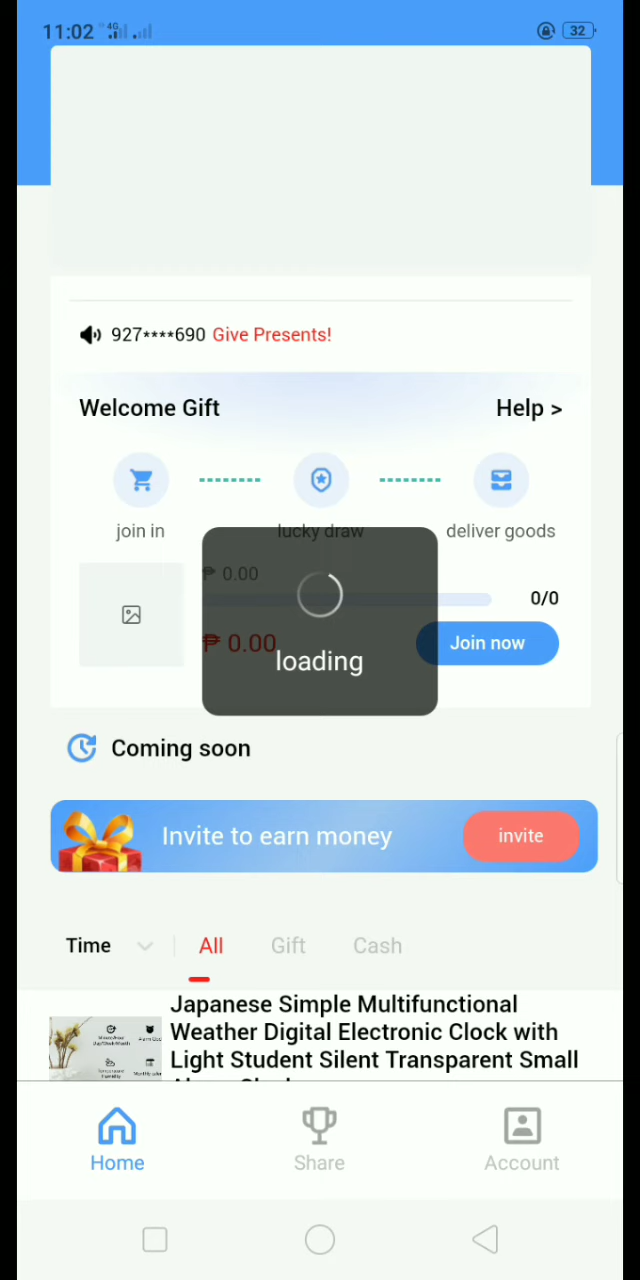 11:02 4G 32
927****690 Give Presents!
Welcome Gift Help >
join in lucky draw deliver goods
₱ 0.00
0/0
₱ 0.00 Join now
loading
Coming soon
Invite to earn money invite
Time All Gift Cash
Japanese Simple Multifunctional
Weather Digital Electronic Clock with
Light Student Silent Transparent Small
Home Share Account